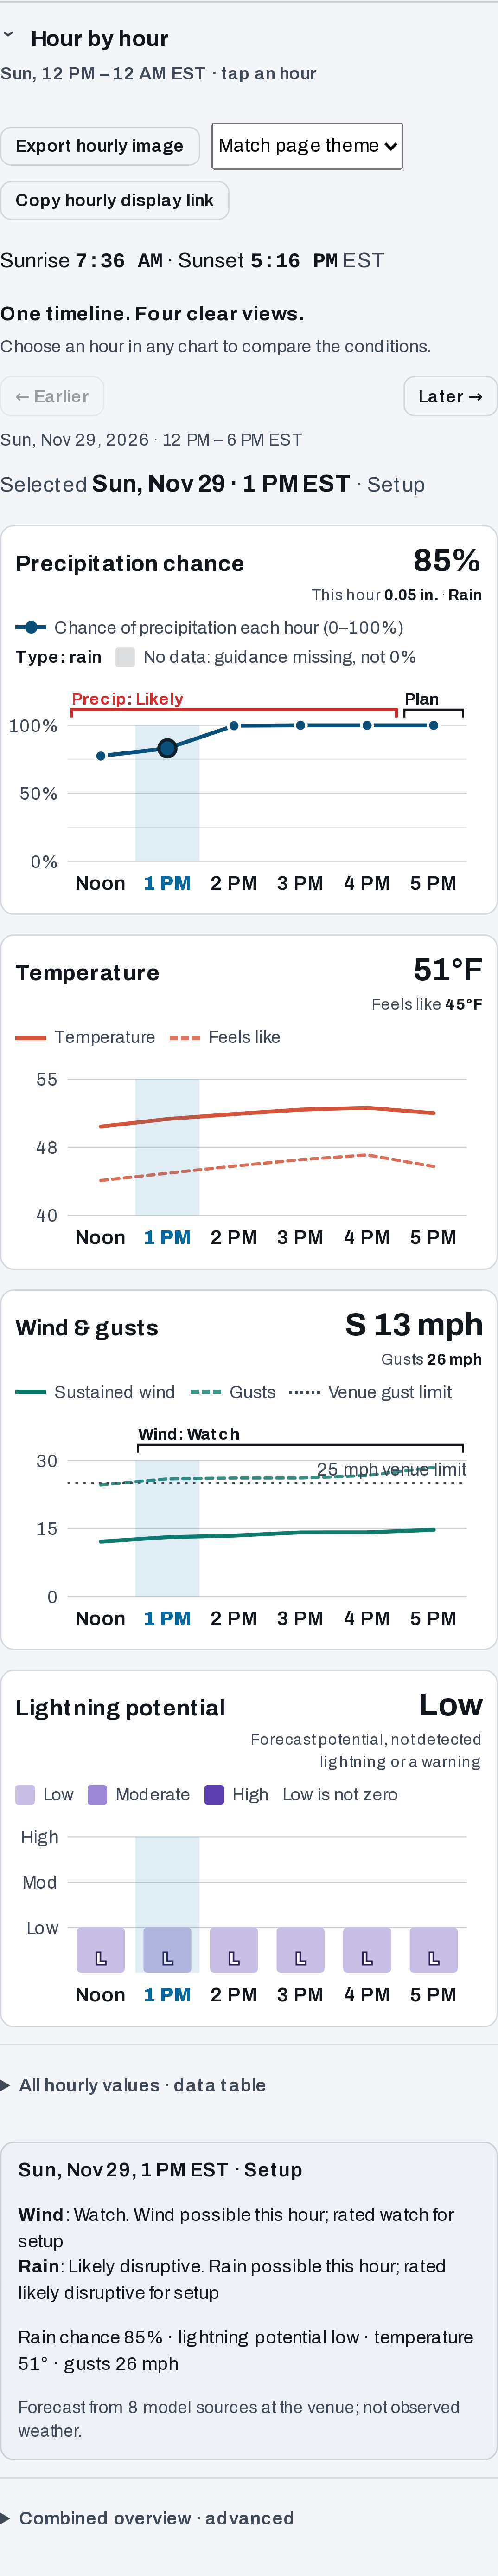 Hour by hour
Sun, 12 PM – 12 AM EST · tap an hour
Export hourly image
Match page theme
Copy hourly display link
Sunrise 7:36 AM · Sunset 5:16 PM EST
One timeline. Four clear views.
Choose an hour in any chart to compare the conditions.
← Earlier
Later →
Sun, Nov 29, 2026 · 12 PM – 6 PM EST
Selected Sun, Nov 29 · 1 PM EST · Setup
Precipitation chance
85%
This hour 0.05 in. · Rain
Chance of precipitation each hour (0–100%)
Type: rain No data: guidance missing, not 0%
Precip: Likely
Plan
100%
50%
0%
Noon 1 PM 2 PM 3 PM 4 PM 5 PM
Temperature
51°F
Feels like 45°F
Temperature Feels like
55
48
40
Noon 1 PM 2 PM 3 PM 4 PM 5 PM
Wind & gusts
S 13 mph
Gusts 26 mph
Sustained wind Gusts Venue gust limit
Wind: Watch
30
25 mph venue limit
15
0
Noon 1 PM 2 PM 3 PM 4 PM 5 PM
Lightning potential
Low
Forecast potential, not detected
lightning or a warning
Low Moderate High Low is not zero
High
Mod
Low
L L L L L L
Noon 1 PM 2 PM 3 PM 4 PM 5 PM
All hourly values · data table
Sun, Nov 29, 1 PM EST · Setup
Wind: Watch. Wind possible this hour; rated watch for
setup
Rain: Likely disruptive. Rain possible this hour; rated
likely disruptive for setup
Rain chance 85% · lightning potential low · temperature
51° · gusts 26 mph
Forecast from 8 model sources at the venue; not observed
weather.
Combined overview · advanced